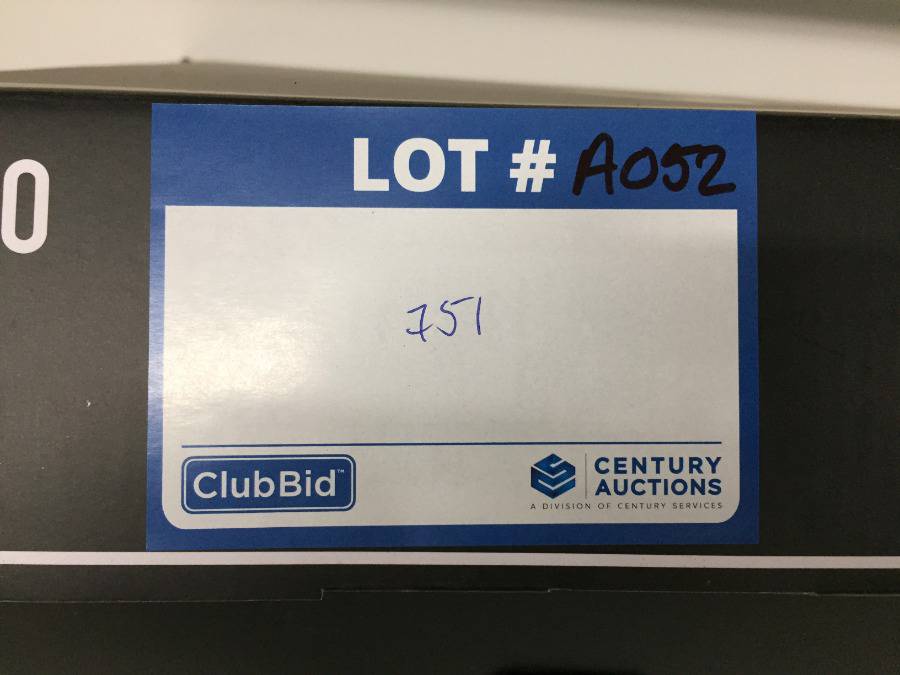 LOT # A052
0
751
ClubBid™
CENTURY
AUCTIONS
A DIVISION OF CENTURY SERVICES